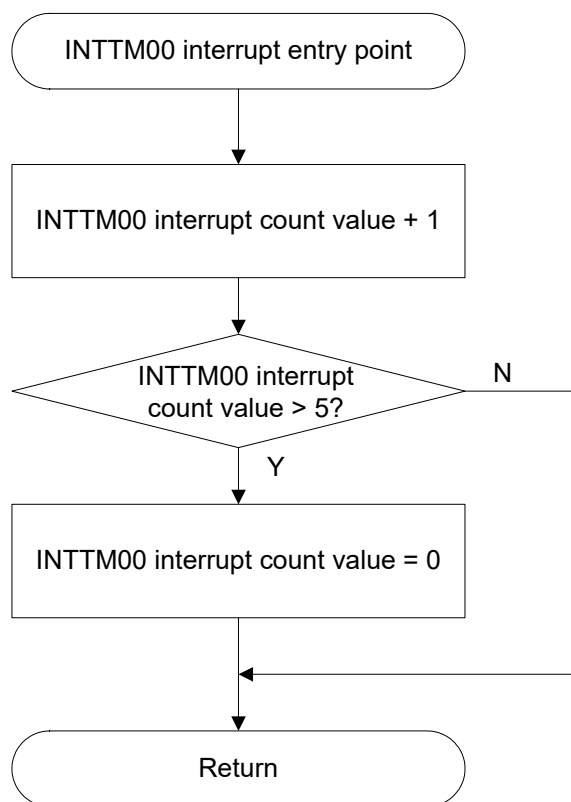 INTTM00 interrupt entry point
INTTM00 interrupt count value + 1
INTTM00 interrupt
count value > 5?
N
Y
INTTM00 interrupt count value = 0
Return